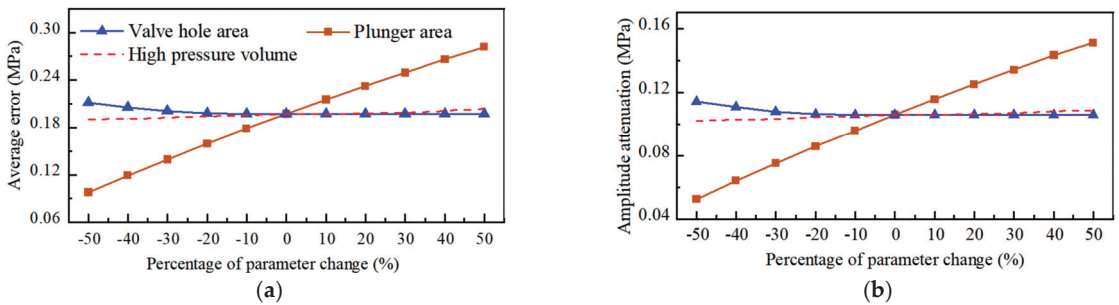 Average error (MPa)
0.30
0.24
0.18
0.12
0.06
Valve hole area
Plunger area
High pressure volume
-50 -40 -30 -20 -10 0 10 20 30 40 50
Percentage of parameter change (%)
(a)
Amplitude attenuation (MPa)
0.16
0.12
0.08
0.04
-50 -40 -30 -20 -10 0 10 20 30 40 50
Percentage of parameter change (%)
(b)